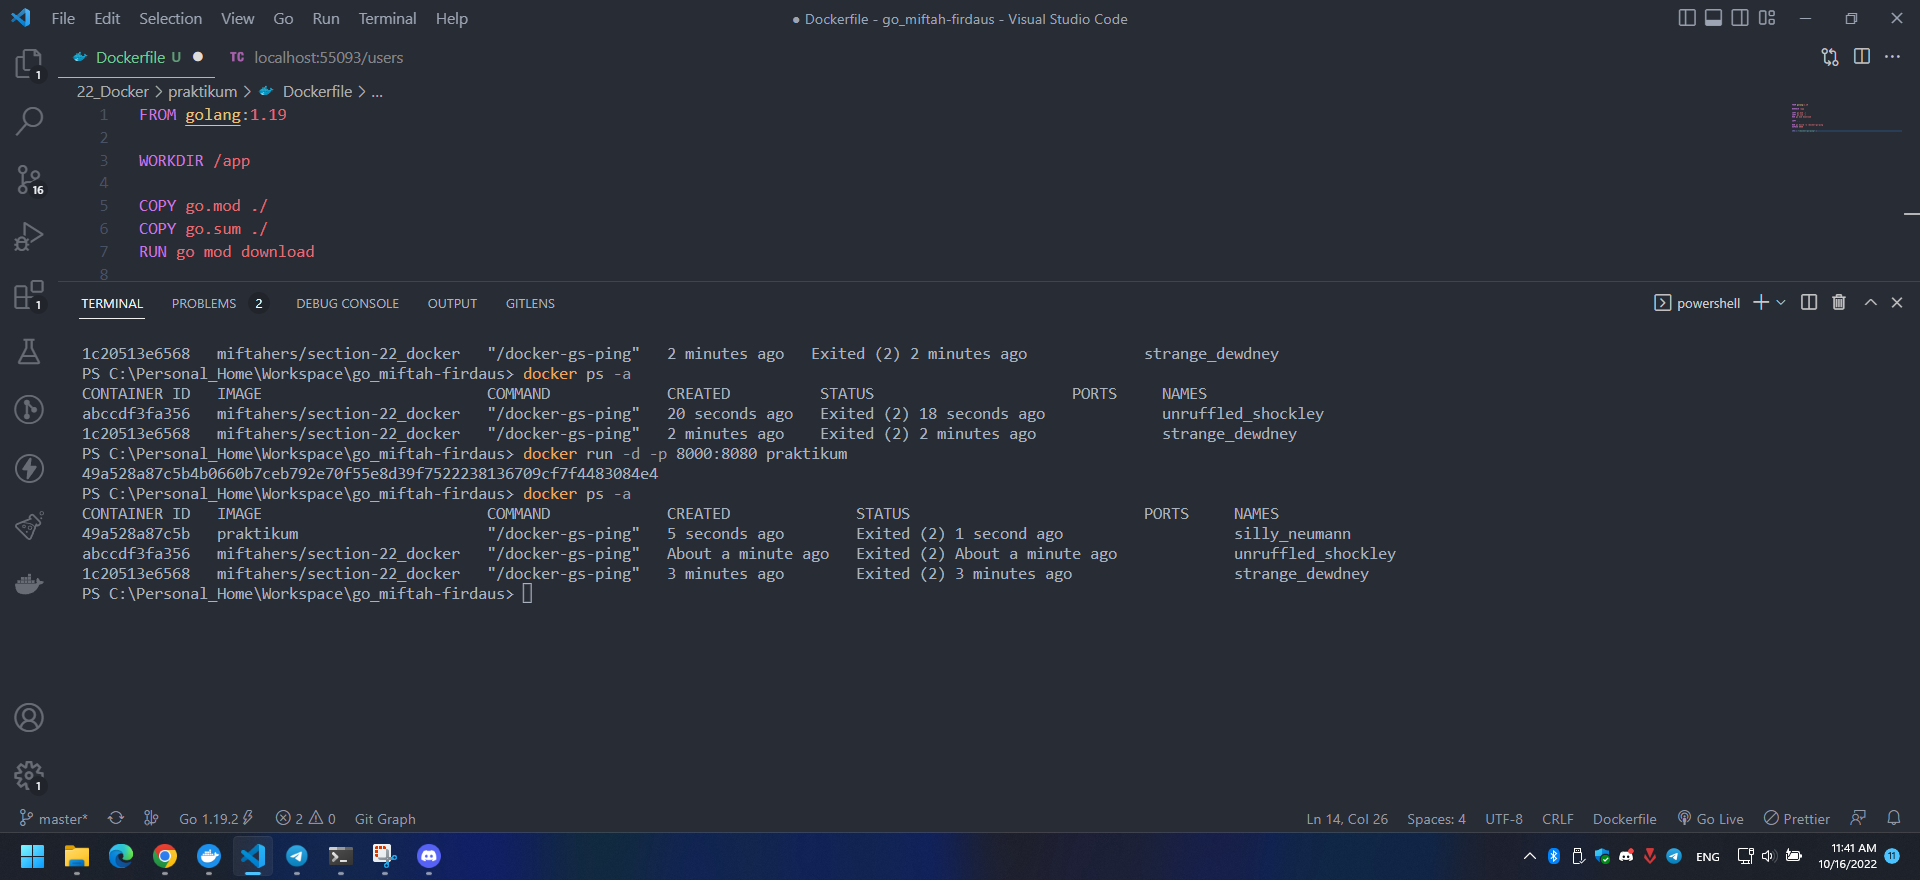 File Edit Selection View Go Run Terminal Help
● Dockerfile - go_miftah-firdaus - Visual Studio Code
Dockerfile U ●
TC localhost:55093/users
22_Docker > praktikum > Dockerfile > ...
1 FROM golang:1.19
2
3 WORKDIR /app
4
5 COPY go.mod ./
6 COPY go.sum ./
7 RUN go mod download
8
1
16
1
TERMINAL PROBLEMS 2 DEBUG CONSOLE OUTPUT GITLENS
powershell
1c20513e6568 miftahers/section-22_docker "/docker-gs-ping" 2 minutes ago Exited (2) 2 minutes ago strange_dewdney
PS C:\Personal_Home\Workspace\go_miftah-firdaus> docker ps -a
CONTAINER ID IMAGE COMMAND CREATED STATUS PORTS NAMES
abccdf3fa356 miftahers/section-22_docker "/docker-gs-ping" 20 seconds ago Exited (2) 18 seconds ago unruffled_shockley
1c20513e6568 miftahers/section-22_docker "/docker-gs-ping" 2 minutes ago Exited (2) 2 minutes ago strange_dewdney
PS C:\Personal_Home\Workspace\go_miftah-firdaus> docker run -d -p 8000:8080 praktikum
49a528a87c5b4b0660b7ceb792e70f55e8d39f7522238136709cf7f4483084e4
PS C:\Personal_Home\Workspace\go_miftah-firdaus> docker ps -a
CONTAINER ID IMAGE COMMAND CREATED STATUS PORTS NAMES
49a528a87c5b praktikum "/docker-gs-ping" 5 seconds ago Exited (2) 1 second ago silly_neumann
abccdf3fa356 miftahers/section-22_docker "/docker-gs-ping" About a minute ago Exited (2) About a minute ago unruffled_shockley
1c20513e6568 miftahers/section-22_docker "/docker-gs-ping" 3 minutes ago Exited (2) 3 minutes ago strange_dewdney
PS C:\Personal_Home\Workspace\go_miftah-firdaus>
1
master* Go 1.19.2 2 0 Git Graph
Ln 14, Col 26 Spaces: 4 UTF-8 CRLF Dockerfile Go Live Prettier
ENG
11:41 AM
10/16/2022
11